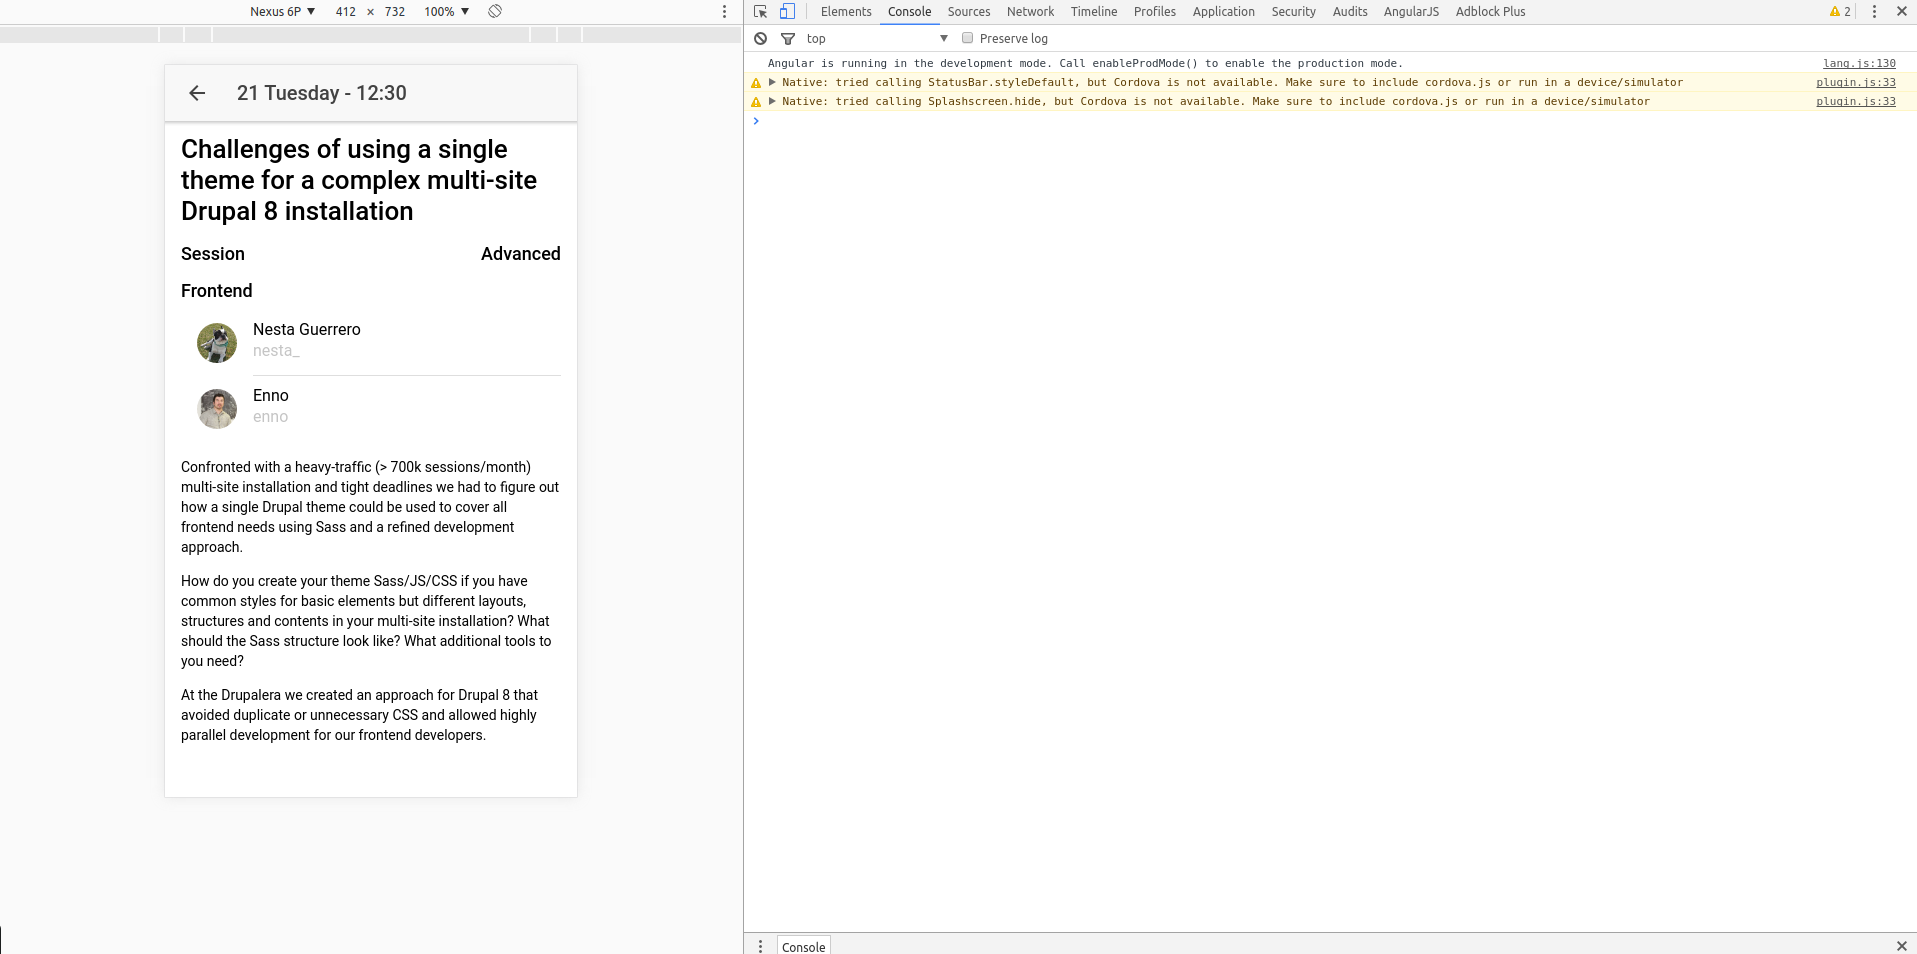 Nexus 6P ▼ 412 × 732 100% ▼
Elements Console Sources Network Timeline Profiles Application Security Audits AngularJS Adblock Plus 2
top ▼ Preserve log
Angular is running in the development mode. Call enableProdMode() to enable the production mode. lang.js:130
Native: tried calling StatusBar.styleDefault, but Cordova is not available. Make sure to include cordova.js or run in a device/simulator plugin.js:33
Native: tried calling Splashscreen.hide, but Cordova is not available. Make sure to include cordova.js or run in a device/simulator plugin.js:33
21 Tuesday - 12:30
Challenges of using a single
theme for a complex multi-site
Drupal 8 installation
Session Advanced
Frontend
Nesta Guerrero
nesta_
Enno
enno
Confronted with a heavy-traffic (> 700k sessions/month)
multi-site installation and tight deadlines we had to figure out
how a single Drupal theme could be used to cover all
frontend needs using Sass and a refined development
approach.
How do you create your theme Sass/JS/CSS if you have
common styles for basic elements but different layouts,
structures and contents in your multi-site installation? What
should the Sass structure look like? What additional tools to
you need?
At the Drupalera we created an approach for Drupal 8 that
avoided duplicate or unnecessary CSS and allowed highly
parallel development for our frontend developers.
Console